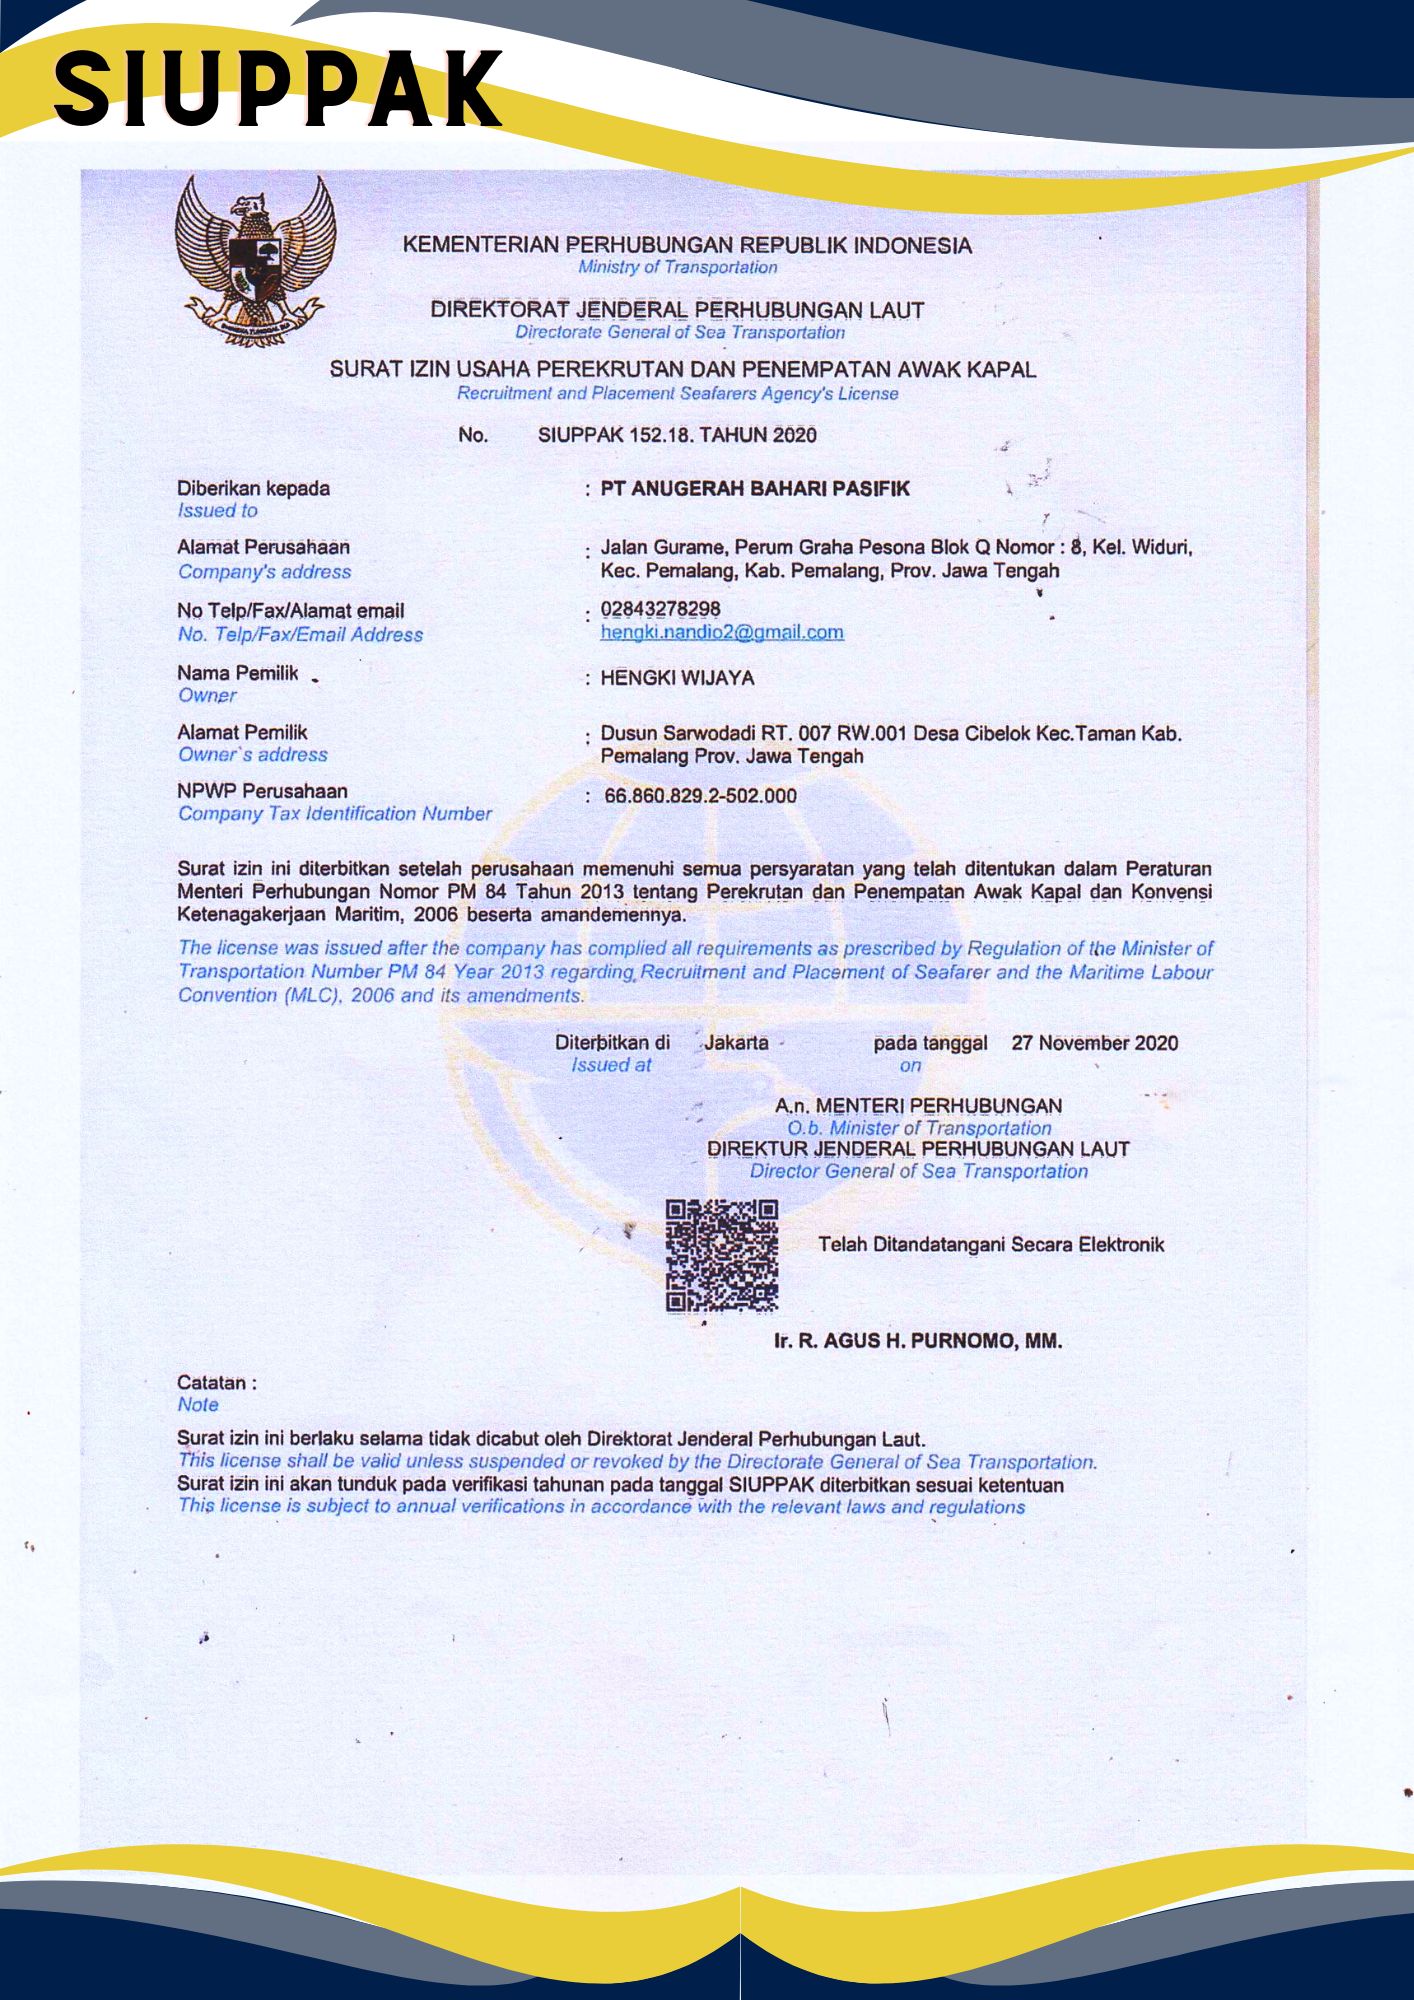 SIUPPAK
KEMENTERIAN PERHUBUNGAN REPUBLIK INDONESIA
Ministry of Transportation
DIREKTORAT JENDERAL PERHUBUNGAN LAUT
Directorate General of Sea Transportation
SURAT IZIN USAHA PEREKRUTAN DAN PENEMPATAN AWAK KAPAL
Recruitment and Placement Seafarers Agency's License
No. SIUPPAK 152.18. TAHUN 2020
Diberikan kepada : PT ANUGERAH BAHARI PASIFIK
Issued to
Alamat Perusahaan : Jalan Gurame, Perum Graha Pesona Blok Q Nomor : 8, Kel. Widuri,
Company's address Kec. Pemalang, Kab. Pemalang, Prov. Jawa Tengah
No Telp/Fax/Alamat email : 02843278298
No. Telp/Fax/Email Address hengki.nandio2@gmail.com
Nama Pemilik : HENGKI WIJAYA
Owner
Alamat Pemilik : Dusun Sarwodadi RT. 007 RW.001 Desa Cibelok Kec.Taman Kab.
Owner`s address Pemalang Prov. Jawa Tengah
NPWP Perusahaan : 66.860.829.2-502.000
Company Tax Identification Number
Surat izin ini diterbitkan setelah perusahaan memenuhi semua persyaratan yang telah ditentukan dalam Peraturan
Menteri Perhubungan Nomor PM 84 Tahun 2013 tentang Perekrutan dan Penempatan Awak Kapal dan Konvensi
Ketenagakerjaan Maritim, 2006 beserta amandemennya.
The license was issued after the company has complied all requirements as prescribed by Regulation of the Minister of
Transportation Number PM 84 Year 2013 regarding Recruitment and Placement of Seafarer and the Maritime Labour
Convention (MLC), 2006 and its amendments.
Diterbitkan di Jakarta pada tanggal 27 November 2020
Issued at on
A.n. MENTERI PERHUBUNGAN
O.b. Minister of Transportation
DIREKTUR JENDERAL PERHUBUNGAN LAUT
Director General of Sea Transportation
Telah Ditandatangani Secara Elektronik
Ir. R. AGUS H. PURNOMO, MM.
Catatan :
Note
Surat izin ini berlaku selama tidak dicabut oleh Direktorat Jenderal Perhubungan Laut.
This license shall be valid unless suspended or revoked by the Directorate General of Sea Transportation.
Surat izin ini akan tunduk pada verifikasi tahunan pada tanggal SIUPPAK diterbitkan sesuai ketentuan
This license is subject to annual verifications in accordance with the relevant laws and regulations